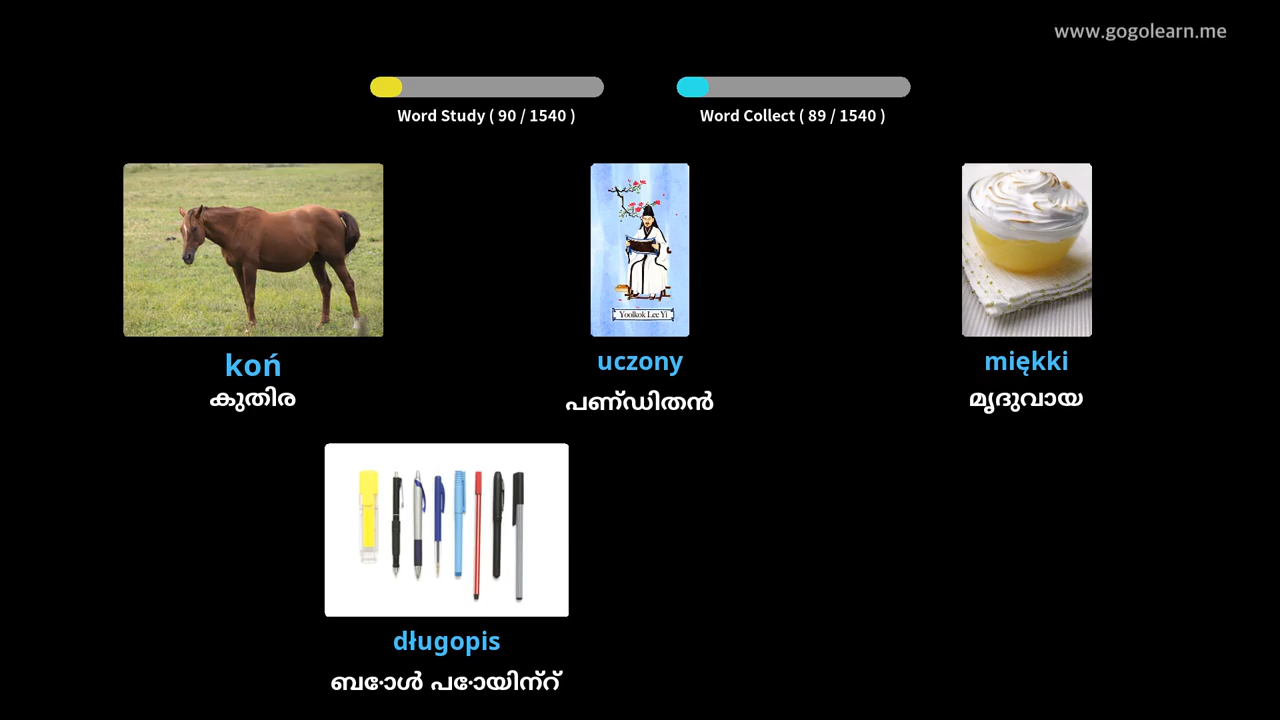 www.gogolearn.me
Word Study ( 90 / 1540 )
Word Collect ( 89 / 1540 )
Yoolkok Lee Yi
koń
കുതിര
uczony
പണ്ഡിതൻ
miękki
മൃദുവായ
długopis
ബോൾ പോയിന്റ്